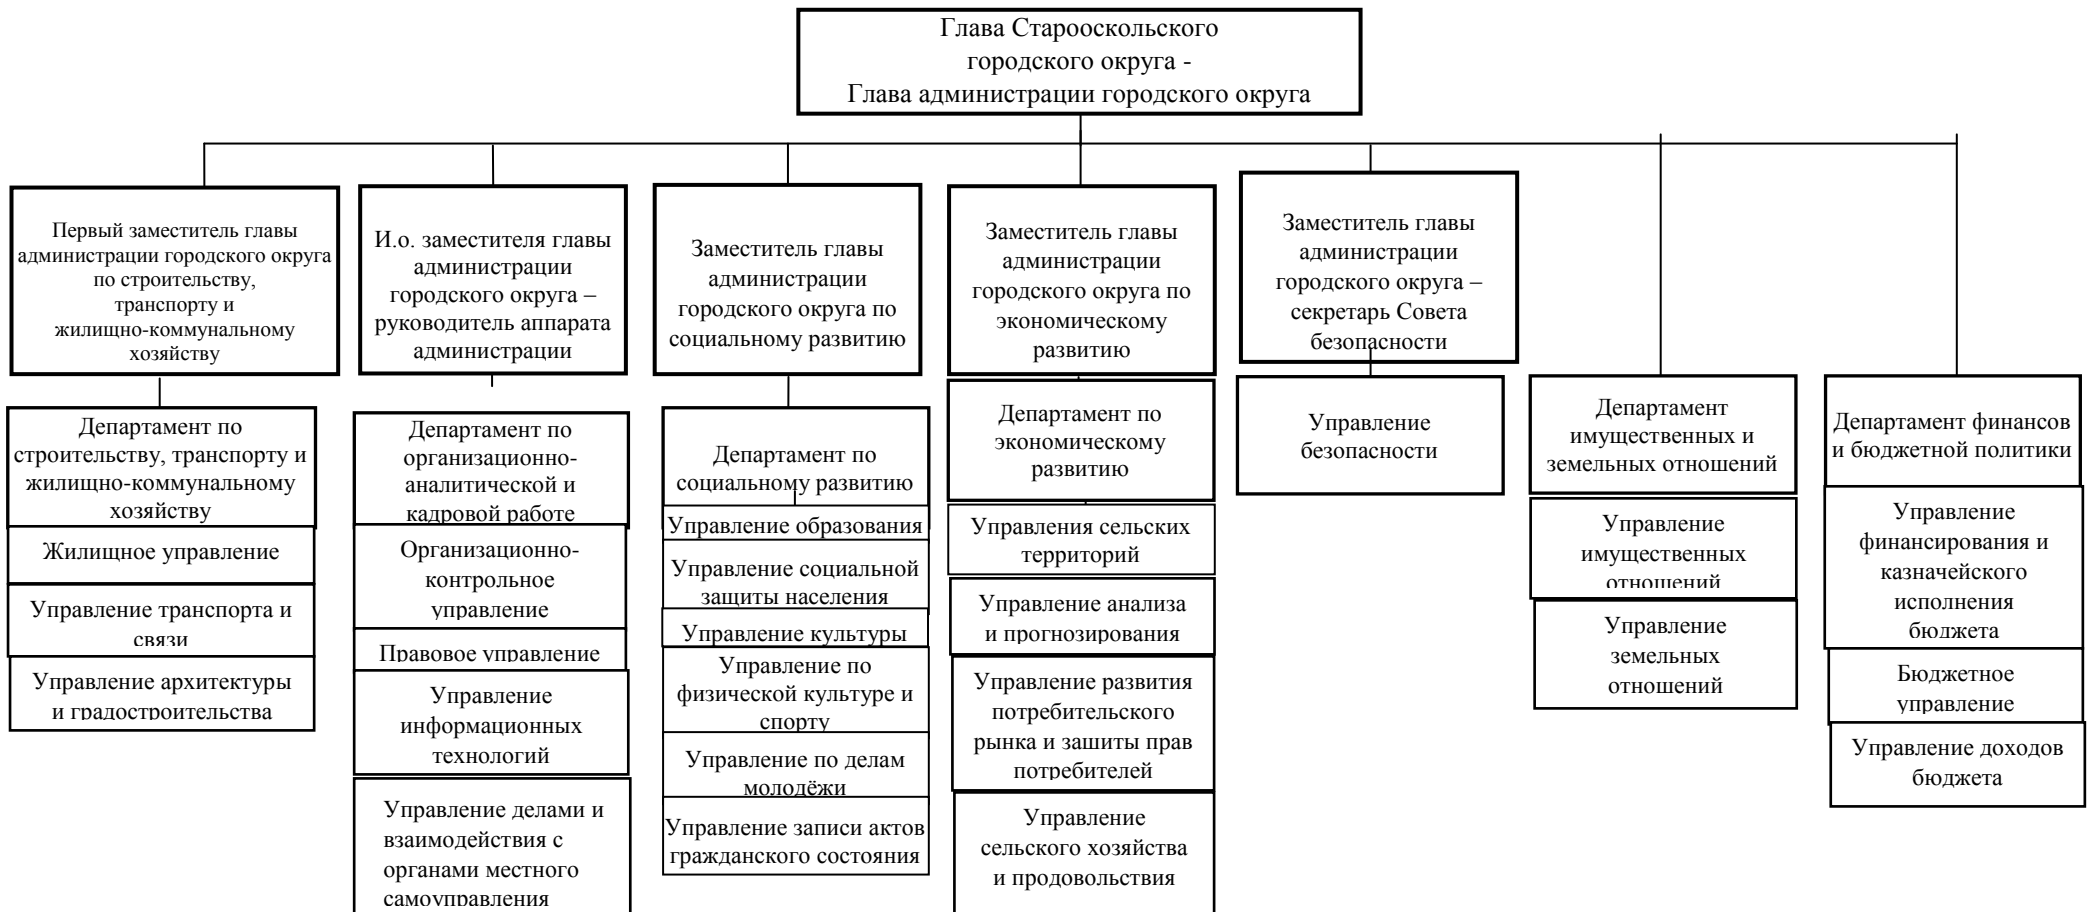 Глава Старооскольского
городского округа -
Глава администрации городского округа
Первый заместитель главы
администрации городского округа
по строительству,
транспорту и
жилищно-коммунальному
хозяйству
И.о. заместителя главы
администрации
городского округа –
руководитель аппарата
администрации
Заместитель главы
администрации
городского округа по
социальному развитию
Заместитель главы
администрации
городского округа по
экономическому
развитию
Заместитель главы
администрации
городского округа –
секретарь Совета
безопасности
Департамент по
строительству, транспорту и
жилищно-коммунальному
хозяйству
Жилищное управление
Управление транспорта и
связи
Управление архитектуры
и градостроительства
Департамент по
организационно-
аналитической и
кадровой работе
Организационно-
контрольное
управление
Правовое управление
Управление
информационных
технологий
Управление делами и
взаимодействия с
органами местного
самоуправления
Департамент по
социальному развитию
Управление образования
Управление социальной
защиты населения
Управление культуры
Управление по
физической культуре и
спорту
Управление по делам
молодёжи
Управление записи актов
гражданского состояния
Департамент по
экономическому
развитию
Управления сельских
территорий
Управление анализа
и прогнозирования
Управление развития
потребительского
рынка и зашиты прав
потребителей
Управление
сельского хозяйства
и продовольствия
Управление
безопасности
Департамент
имущественных и
земельных отношений
Управление
имущественных
отношений
Управление
земельных
отношений
Департамент финансов
и бюджетной политики
Управление
финансирования и
казначейского
исполнения
бюджета
Бюджетное
управление
Управление доходов
бюджета